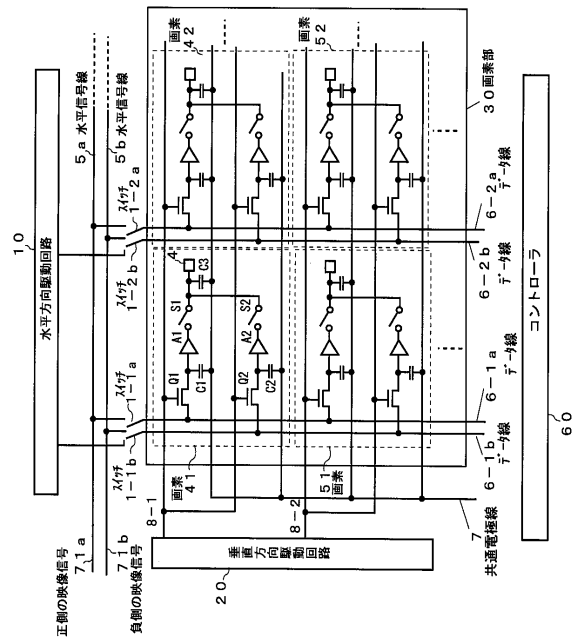 10
水平方向駆動回路
5a 水平信号線
5b 水平信号線
正側の映像信号
71a
負側の映像信号
71b
スイッチ
1-1a
スイッチ
1-1b
スイッチ
1-2a
スイッチ
1-2b
画素
41
画素
42
8-1
Q1
A1
S1
4
C1
C3
Q2
A2
S2
C2
20
垂直方向駆動回路
8-2
51
画素
画素
52
30画素部
7
共通電極線
6-1b
データ線
6-1a
データ線
6-2b
データ線
6-2a
データ線
コントローラ
60